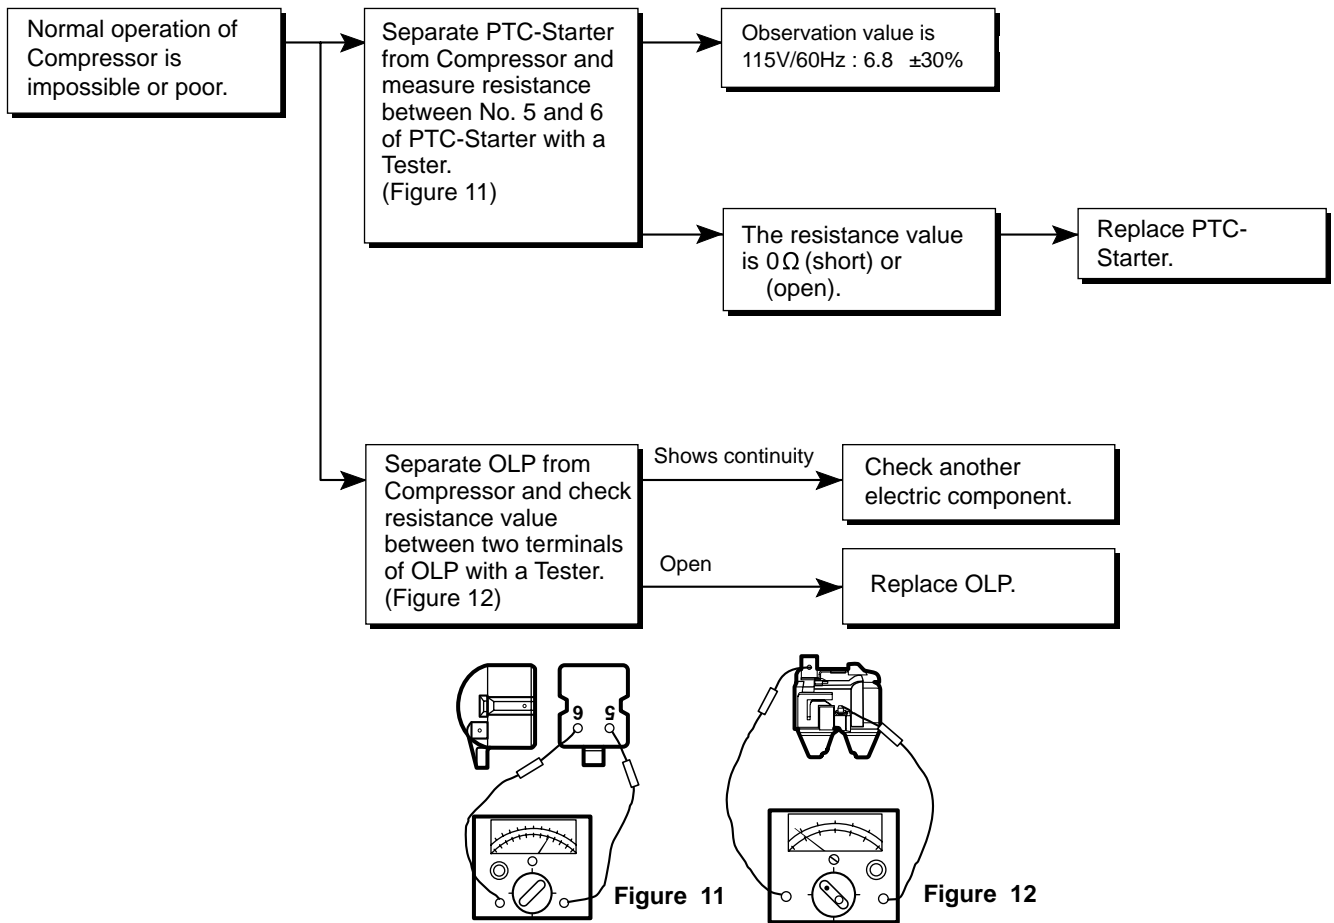 Normal operation of
Compressor is
impossible or poor.
Separate PTC-Starter
from Compressor and
measure resistance
between No. 5 and 6
of PTC-Starter with a
Tester.
(Figure 11)
Observation value is
115V/60Hz : 6.8 ±30%
The resistance value
is 0Ω (short) or
(open).
Replace PTC-
Starter.
Separate OLP from
Compressor and check
resistance value
between two terminals
of OLP with a Tester.
(Figure 12)
Shows continuity
Check another
electric component.
Open
Replace OLP.
6 5
Figure 11
Figure 12